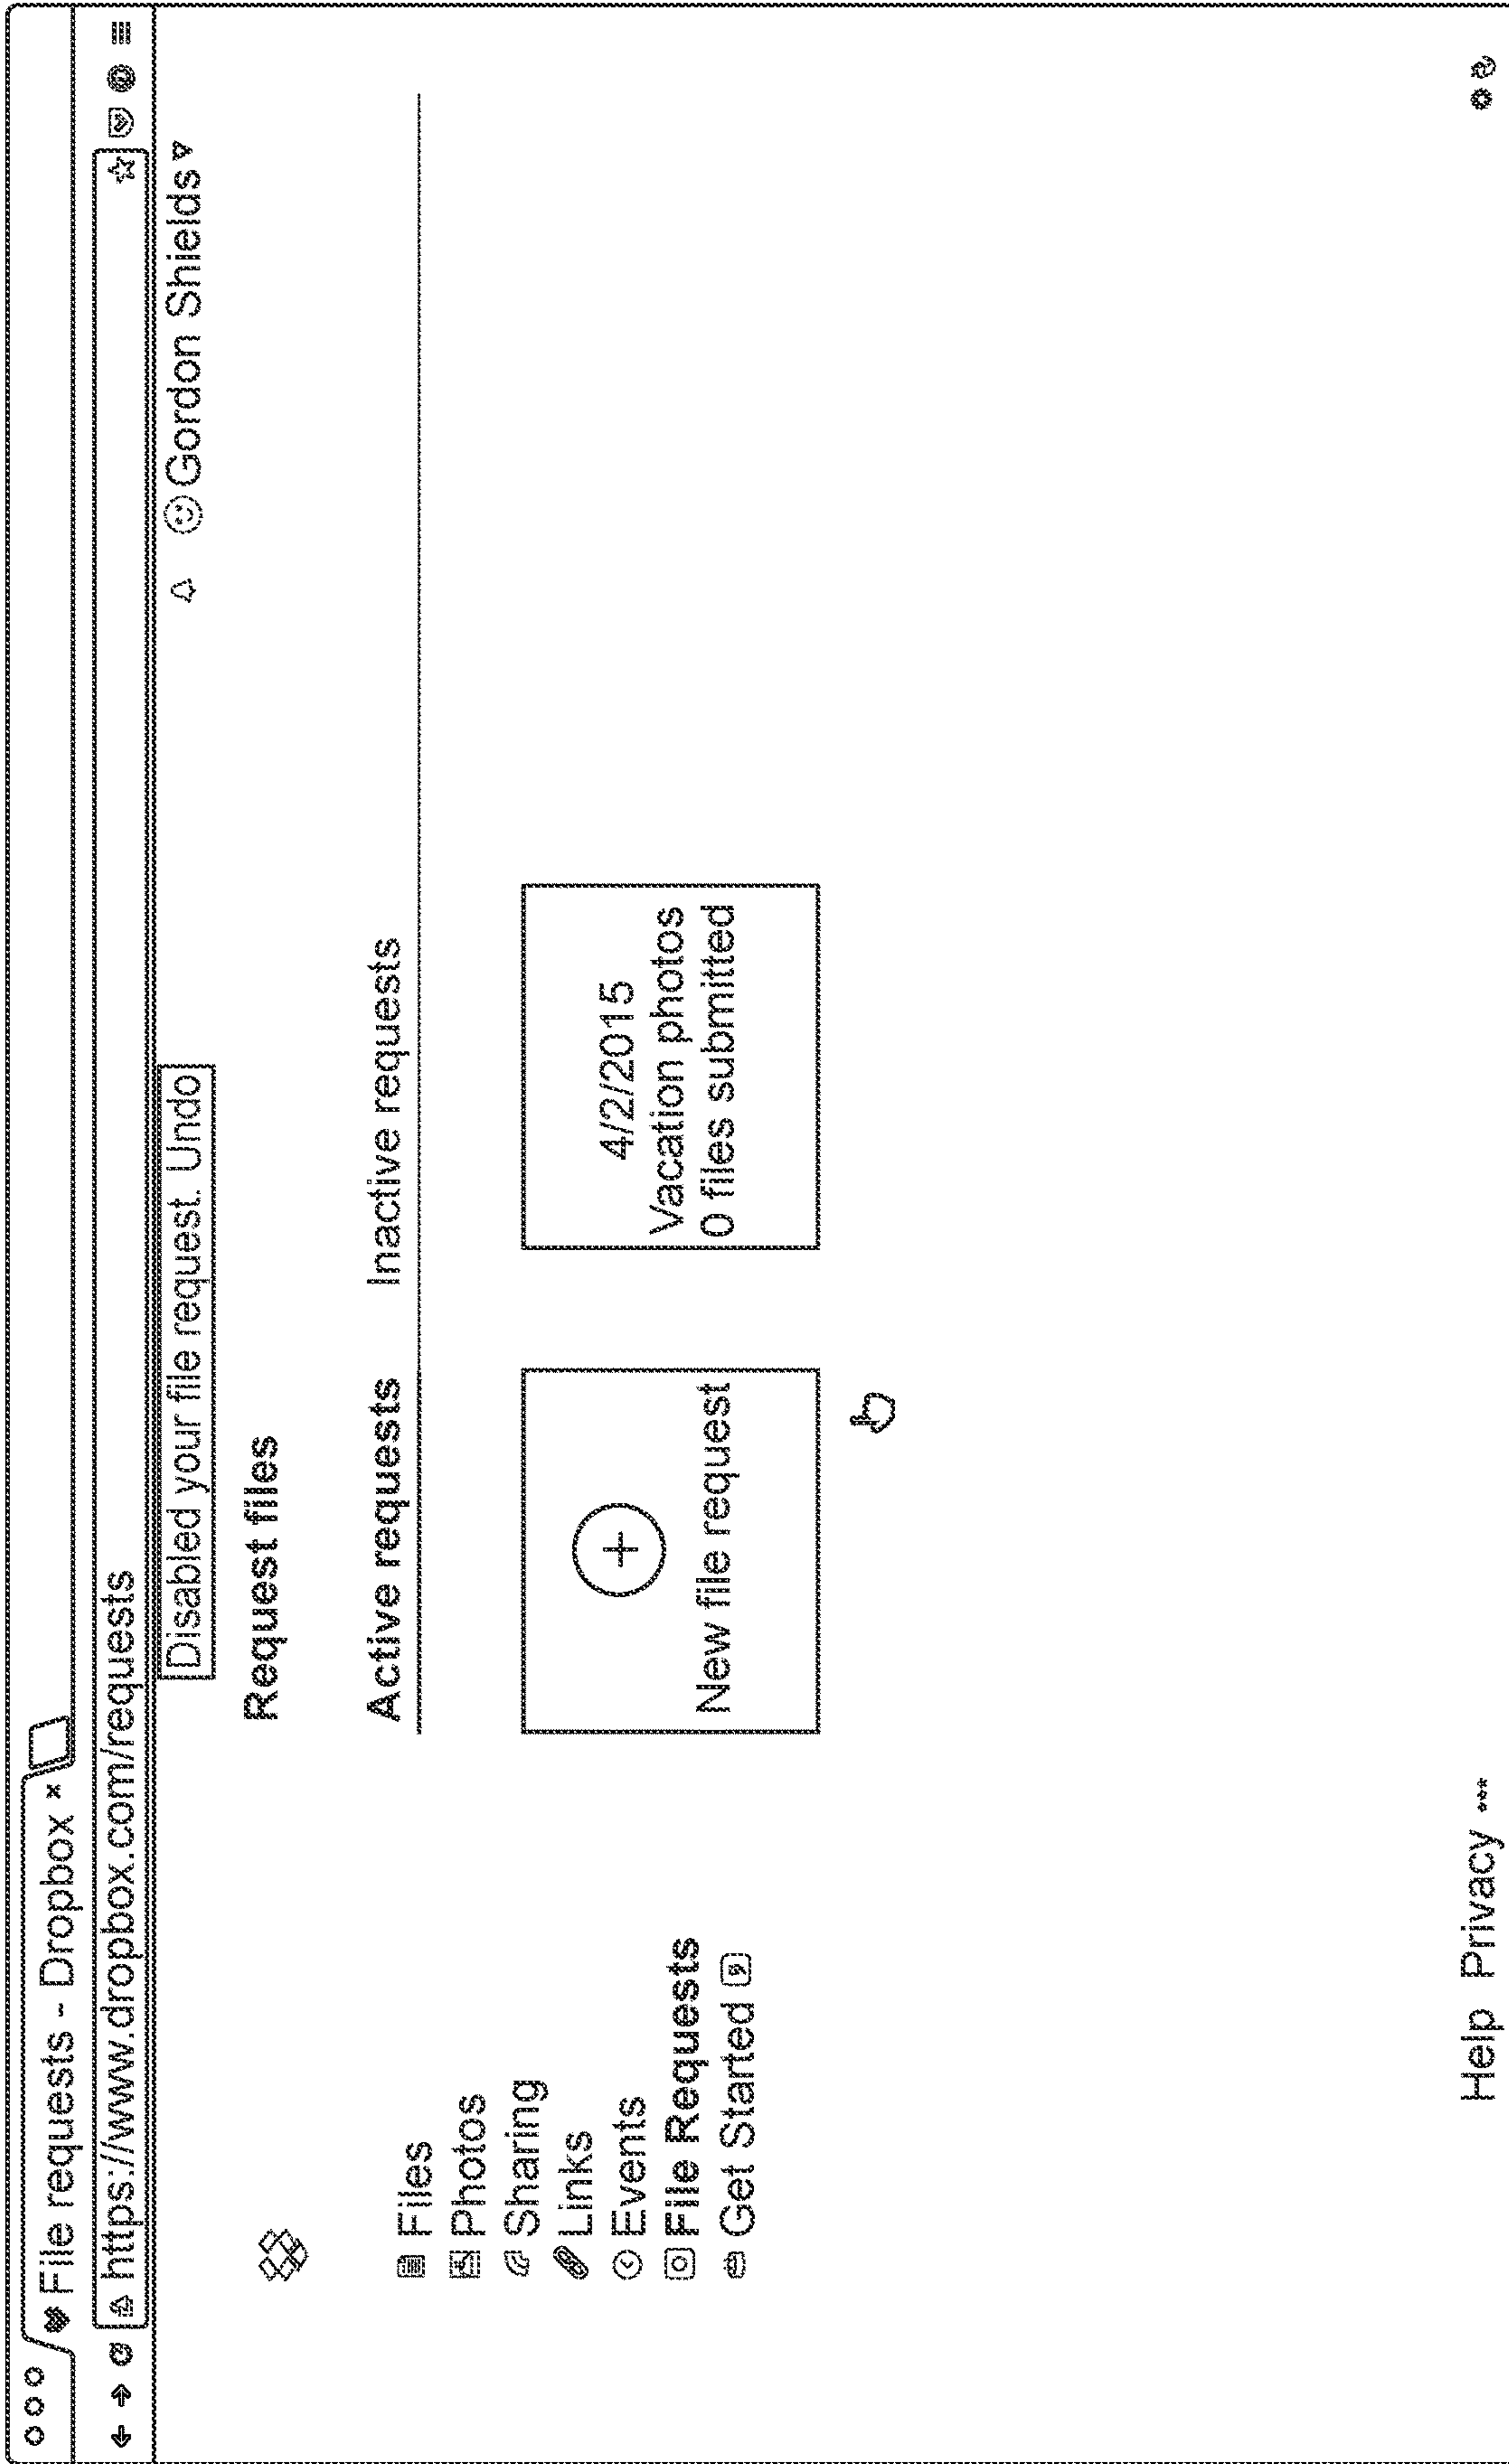 File requests - Dropbox ×
https://www.dropbox.com/requests
Disabled your file request. Undo
Gordon Shields
Request files
Active requests Inactive requests
Files
Photos
Sharing
Links
Events
File Requests
Get Started
+
New file request
4/2/2015
Vacation photos
0 files submitted
Help Privacy •••